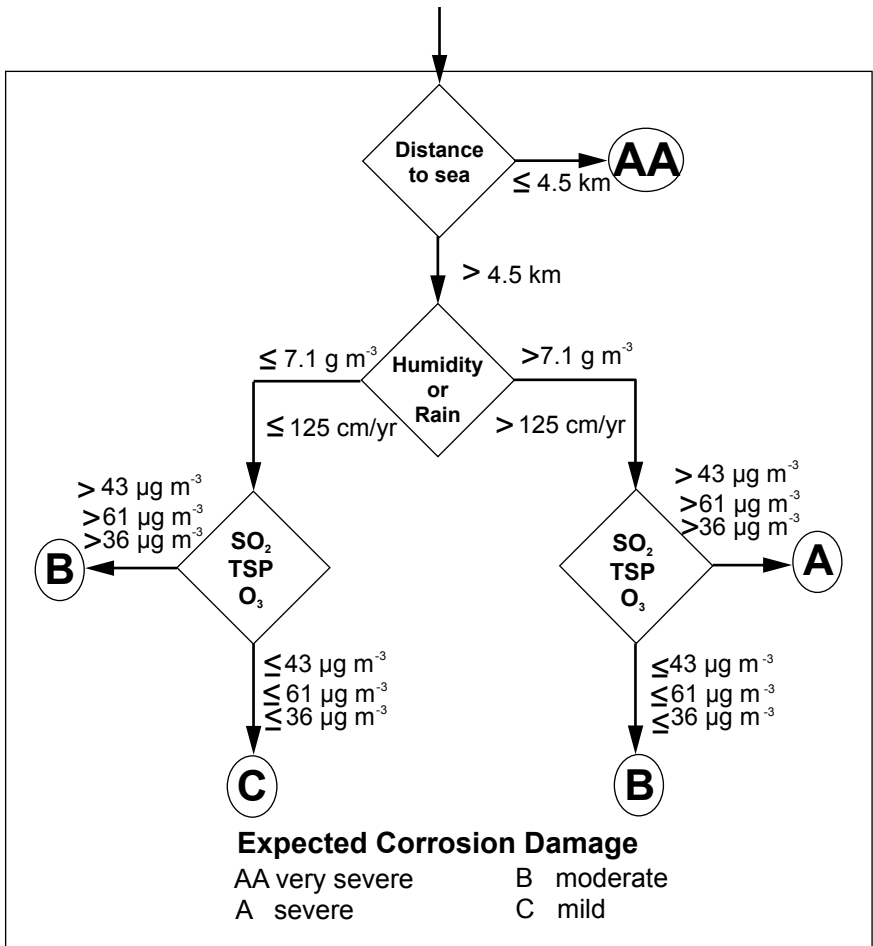 Distance
to sea
AA
≤ 4.5 km
> 4.5 km
≤ 7.1 g m⁻³
Humidity
or
Rain
>7.1 g m⁻³
≤ 125 cm/yr
> 125 cm/yr
> 43 µg m⁻³
>61 µg m⁻³
>36 µg m⁻³
B
SO₂
TSP
O₃
≤43 µg m⁻³
≤61 µg m⁻³
≤36 µg m⁻³
C
> 43 µg m⁻³
>61 µg m⁻³
>36 µg m⁻³
SO₂
TSP
O₃
A
≤43 µg m⁻³
≤61 µg m⁻³
≤36 µg m⁻³
B
Expected Corrosion Damage
AA very severe
B moderate
A severe
C mild